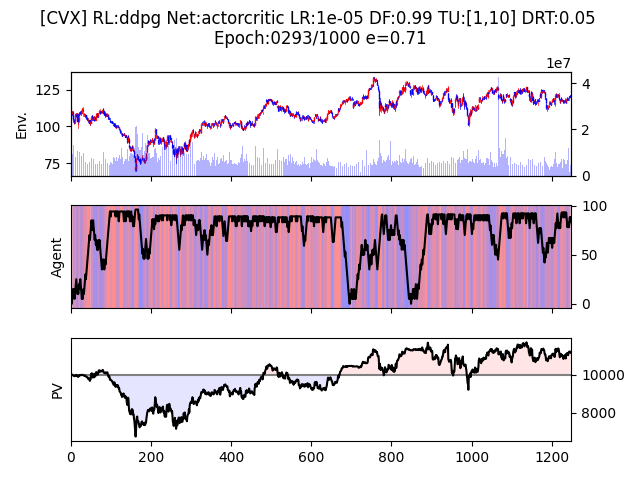 [CVX] RL:ddpg Net:actorcritic LR:1e-05 DF:0.99 TU:[1,10] DRT:0.05
Epoch:0293/1000 e=0.71
1e7
125
100
75
Env.
4
2
0
Agent
100
50
0
PV
10000
8000
0 200 400 600 800 1000 1200